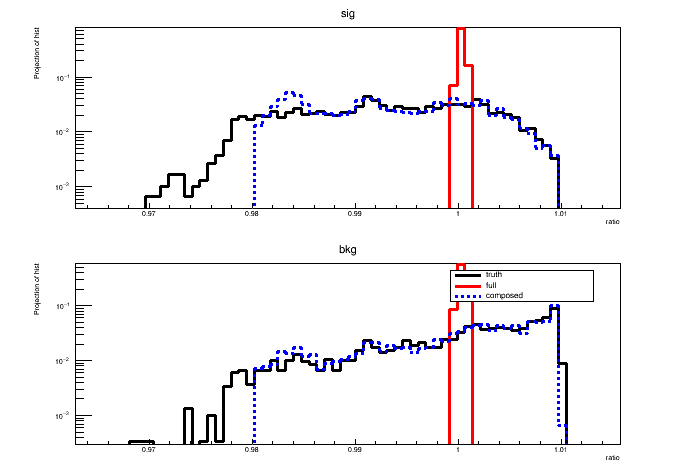 sig
Projection of hist
10⁻¹
10⁻²
10⁻³
0.97 0.98 0.99 1 1.01
ratio
bkg
Projection of hist
truth
full
composed
10⁻¹
10⁻²
10⁻³
0.97 0.98 0.99 1 1.01
ratio